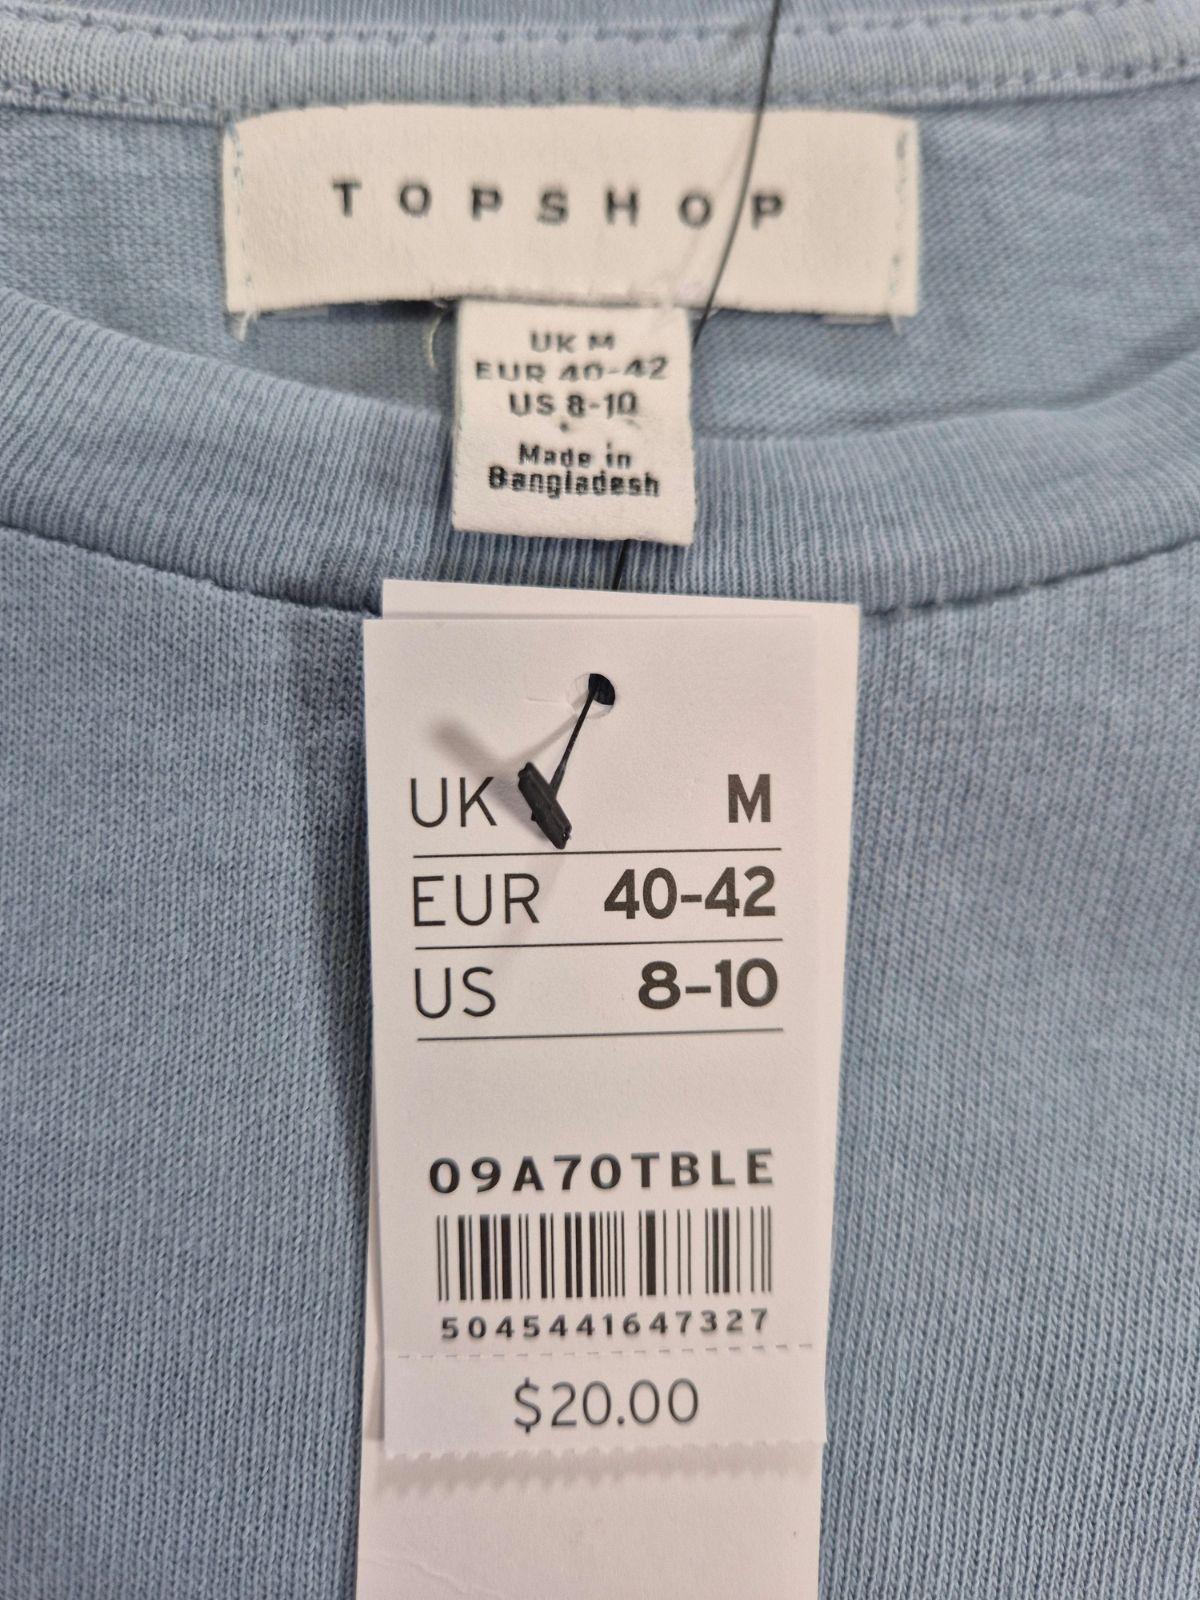 TOPSHOP
UK M
EUR 40-42
US 8-10
Made in
Bangladesh
UK M
EUR 40-42
US 8-10
09A70TBLE
5045441647327
$20.00